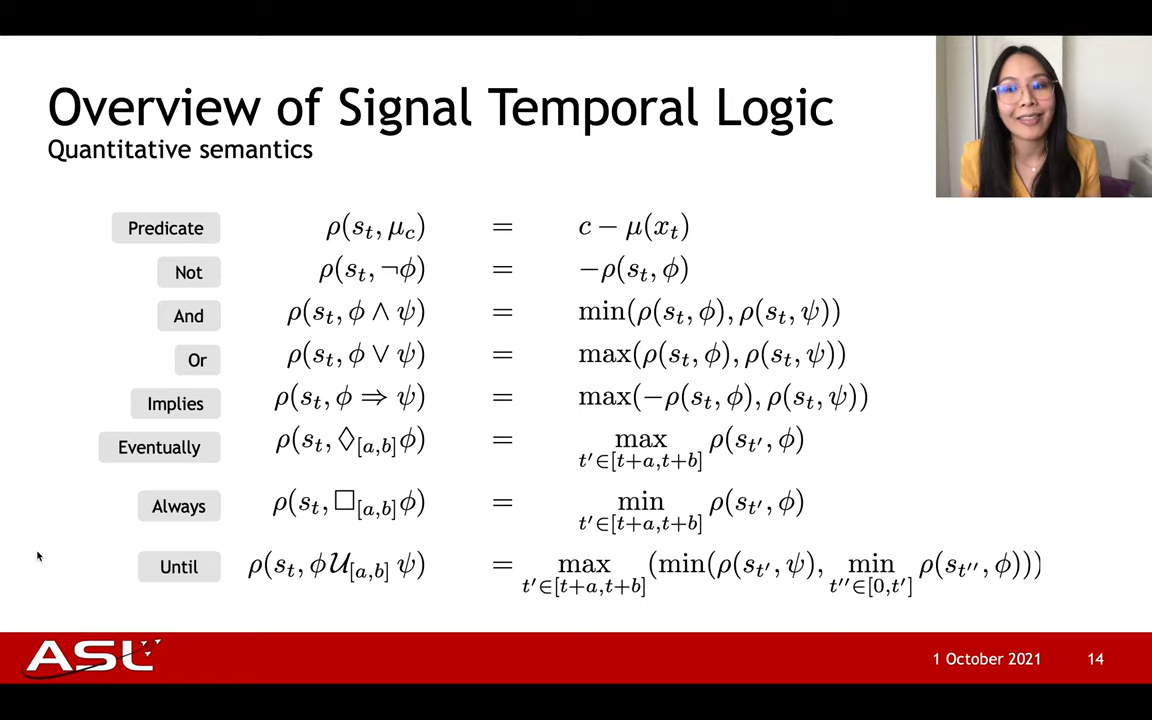 Overview of Signal Temporal Logic
Quantitative semantics
Predicate ρ(s_t, μ_c) = c − μ(x_t)
Not ρ(s_t, ¬ϕ) = −ρ(s_t, ϕ)
And ρ(s_t, ϕ ∧ ψ) = min(ρ(s_t, ϕ), ρ(s_t, ψ))
Or ρ(s_t, ϕ ∨ ψ) = max(ρ(s_t, ϕ), ρ(s_t, ψ))
Implies ρ(s_t, ϕ ⇒ ψ) = max(−ρ(s_t, ϕ), ρ(s_t, ψ))
Eventually ρ(s_t, ◊_[a,b] ϕ) = max_{t′∈[t+a,t+b]} ρ(s_t′, ϕ)
Always ρ(s_t, □_[a,b] ϕ) = min_{t′∈[t+a,t+b]} ρ(s_t′, ϕ)
Until ρ(s_t, ϕ 𝒰_[a,b] ψ) = max_{t′∈[t+a,t+b]} (min(ρ(s_t′, ψ), min_{t″∈[0,t′]} ρ(s_t″, ϕ)))
ASL 1 October 2021 14